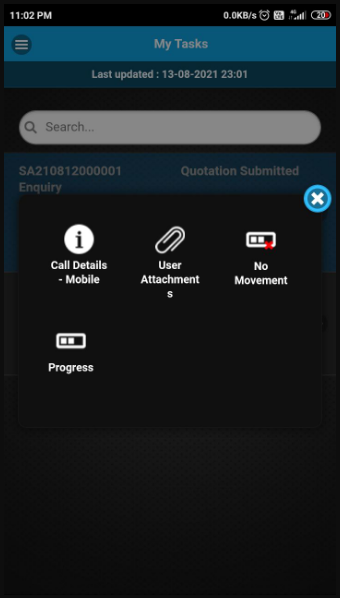 11:02 PM
0.0KB/s
4G
20
My Tasks
Last updated : 13-08-2021 23:01
Search...
SA210812000001
Quotation Submitted
Enquiry
Call Details
- Mobile
User
Attachment
s
No
Movement
Progress